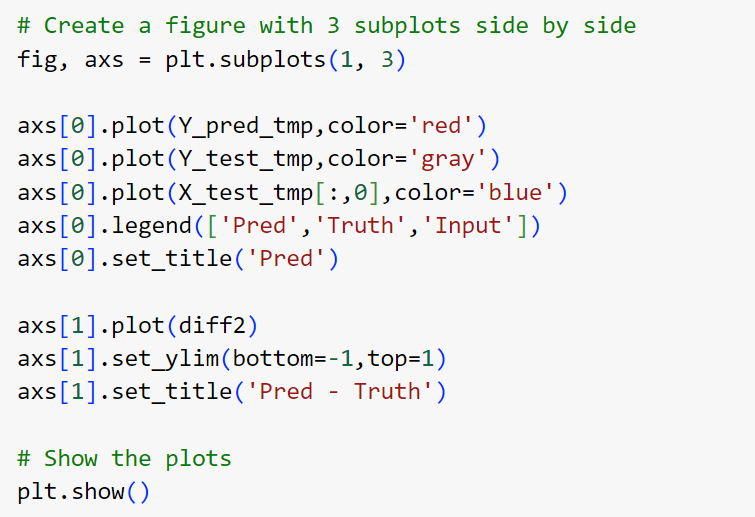 # Create a figure with 3 subplots side by side
fig, axs = plt.subplots(1, 3)
axs[0].plot(Y_pred_tmp,color='red')
axs[0].plot(Y_test_tmp,color='gray')
axs[0].plot(X_test_tmp[:,0],color='blue')
axs[0].legend(['Pred','Truth','Input'])
axs[0].set_title('Pred')
axs[1].plot(diff2)
axs[1].set_ylim(bottom=-1,top=1)
axs[1].set_title('Pred - Truth')
# Show the plots
plt.show()